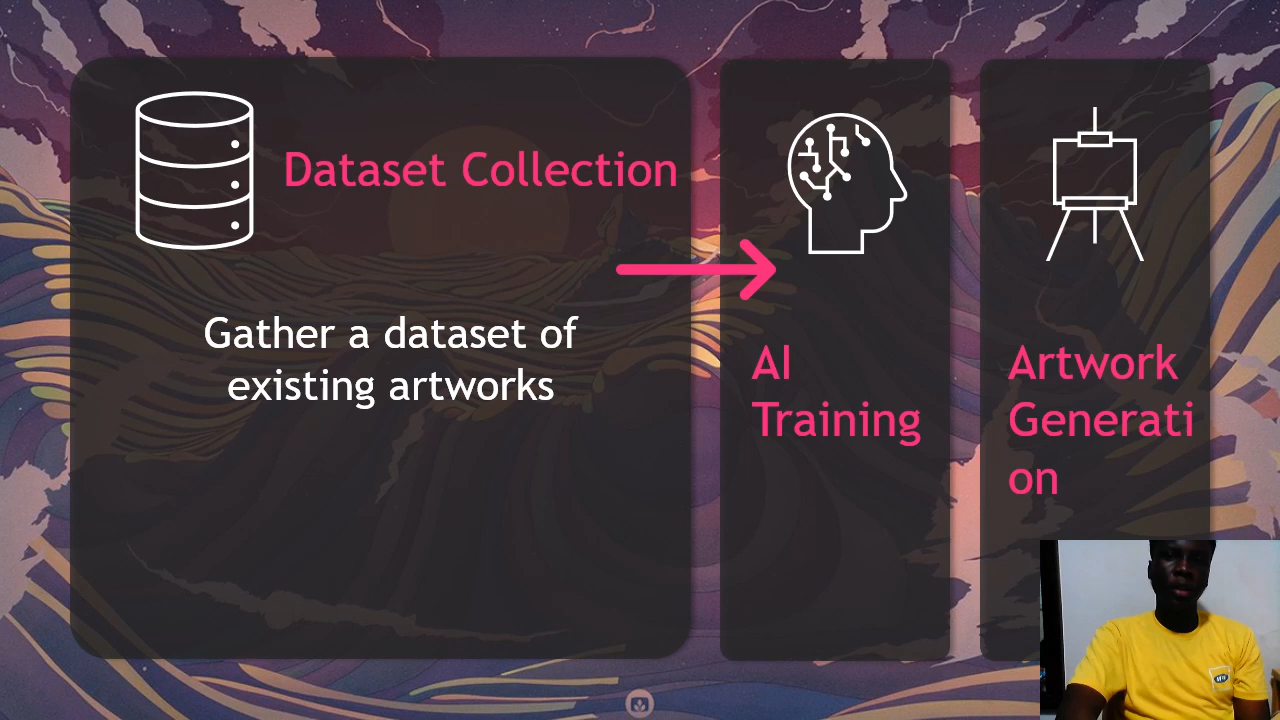 Dataset Collection
Gather a dataset of
existing artworks
AI
Training
Artwork
Generati
on